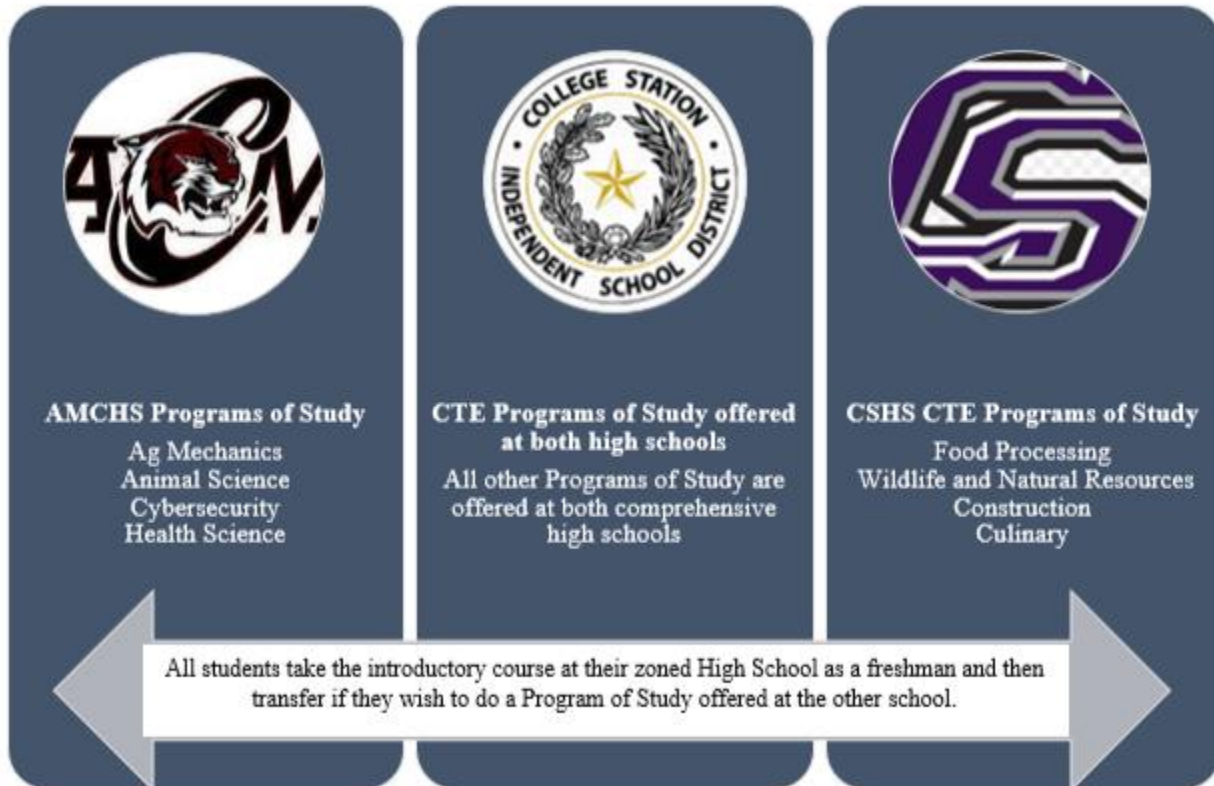 A C M
COLLEGE STATION
INDEPENDENT SCHOOL DISTRICT
CS
AMCHS Programs of Study
Ag Mechanics
Animal Science
Cybersecurity
Health Science
CTE Programs of Study offered
at both high schools
All other Programs of Study are
offered at both comprehensive
high schools
CSHS CTE Programs of Study
Food Processing
Wildlife and Natural Resources
Construction
Culinary
All students take the introductory course at their zoned High School as a freshman and then
transfer if they wish to do a Program of Study offered at the other school.